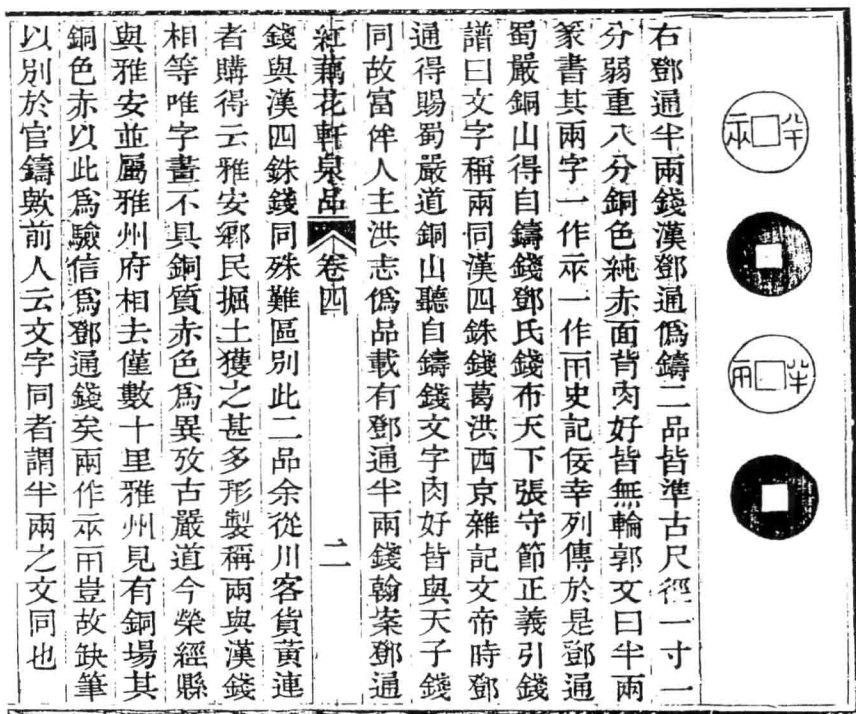 半兩
半兩
右鄧通半兩錢漢鄧通僞鑄二品皆準古尺徑一寸一
分弱重八分銅色純赤面背肉好皆無輪郭文曰半兩
篆書其兩字一作𠕒一作𠕒史記佞幸列傳於是鄧通
蜀嚴銅山得自鑄錢鄧氏錢布天下張守節正義引錢
譜曰文字稱兩同漢四銖錢葛洪西京雜記文帝時鄧
通得賜蜀嚴道銅山聽自鑄錢文字肉好皆與天子錢
同故富侔人主洪志僞品載有鄧通半兩錢翰案鄧通
紅藕花軒泉品 卷四 二
錢與漢四銖錢同殊難區別此二品余從川客貨黃連
者購得云雅安鄉民掘土獲之甚多形製稱兩與漢錢
相等唯字畫不具銅質赤色爲異攷古嚴道今榮經縣
與雅安並屬雅州府相去僅數十里雅州見有銅場其
銅色赤以此爲驗信爲鄧通錢矣兩作𠕒𠕒豈故缺筆
以別於官鑄歟前人云文字同者謂半兩之文同也